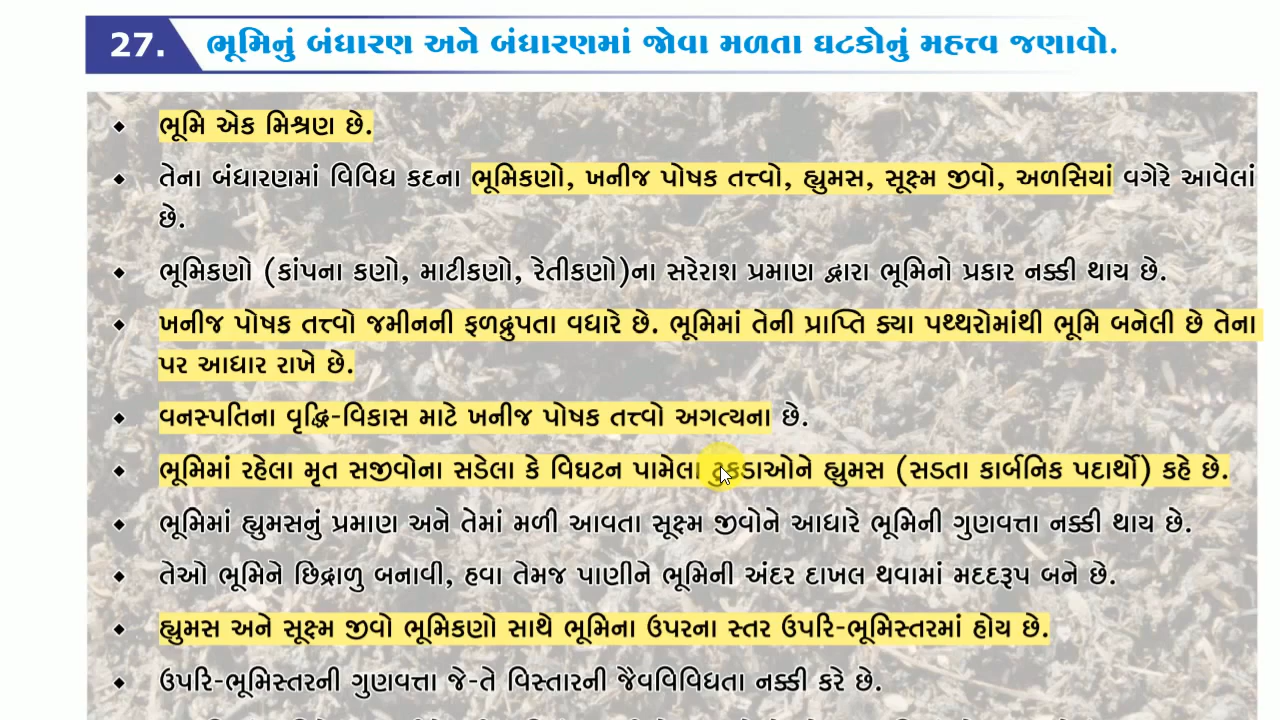 27. ભૂમિનું બંધારણ અને બંધારણમાં જોવા મળતા ઘટકોનું મહત્ત્વ જણાવો.
◆ ભૂમિ એક મિશ્રણ છે.
◆ તેના બંધારણમાં વિવિધ કદના ભૂમિકણો, ખનીજ પોષક તત્ત્વો, હ્યુમસ, સૂક્ષ્મ જીવો, અળસિયાં વગેરે આવેલાં
છે.
◆ ભૂમિકણો (કાંપના કણો, માટીકણો, રેતીકણો)ના સરેરાશ પ્રમાણ દ્વારા ભૂમિનો પ્રકાર નક્કી થાય છે.
◆ ખનીજ પોષક તત્ત્વો જમીનની ફળદ્રુપતા વધારે છે. ભૂમિમાં તેની પ્રાપ્તિ ક્યા પથ્થરોમાંથી ભૂમિ બનેલી છે તેના
પર આધાર રાખે છે.
◆ વનસ્પતિના વૃદ્ધિ-વિકાસ માટે ખનીજ પોષક તત્ત્વો અગત્યના છે.
◆ ભૂમિમાં રહેલા મૃત સજીવોના સડેલા કે વિઘટન પામેલા ટુકડાઓને હ્યુમસ (સડતા કાર્બનિક પદાર્થો) કહે છે.
◆ ભૂમિમાં હ્યુમસનું પ્રમાણ અને તેમાં મળી આવતા સૂક્ષ્મ જીવોને આધારે ભૂમિની ગુણવત્તા નક્કી થાય છે.
◆ તેઓ ભૂમિને છિદ્રાળુ બનાવી, હવા તેમજ પાણીને ભૂમિની અંદર દાખલ થવામાં મદદરૂપ બને છે.
◆ હ્યુમસ અને સૂક્ષ્મ જીવો ભૂમિકણો સાથે ભૂમિના ઉપરના સ્તર ઉપરિ-ભૂમિસ્તરમાં હોય છે.
◆ ઉપરિ-ભૂમિસ્તરની ગુણવત્તા જે-તે વિસ્તારની જૈવવિવિધતા નક્કી કરે છે.